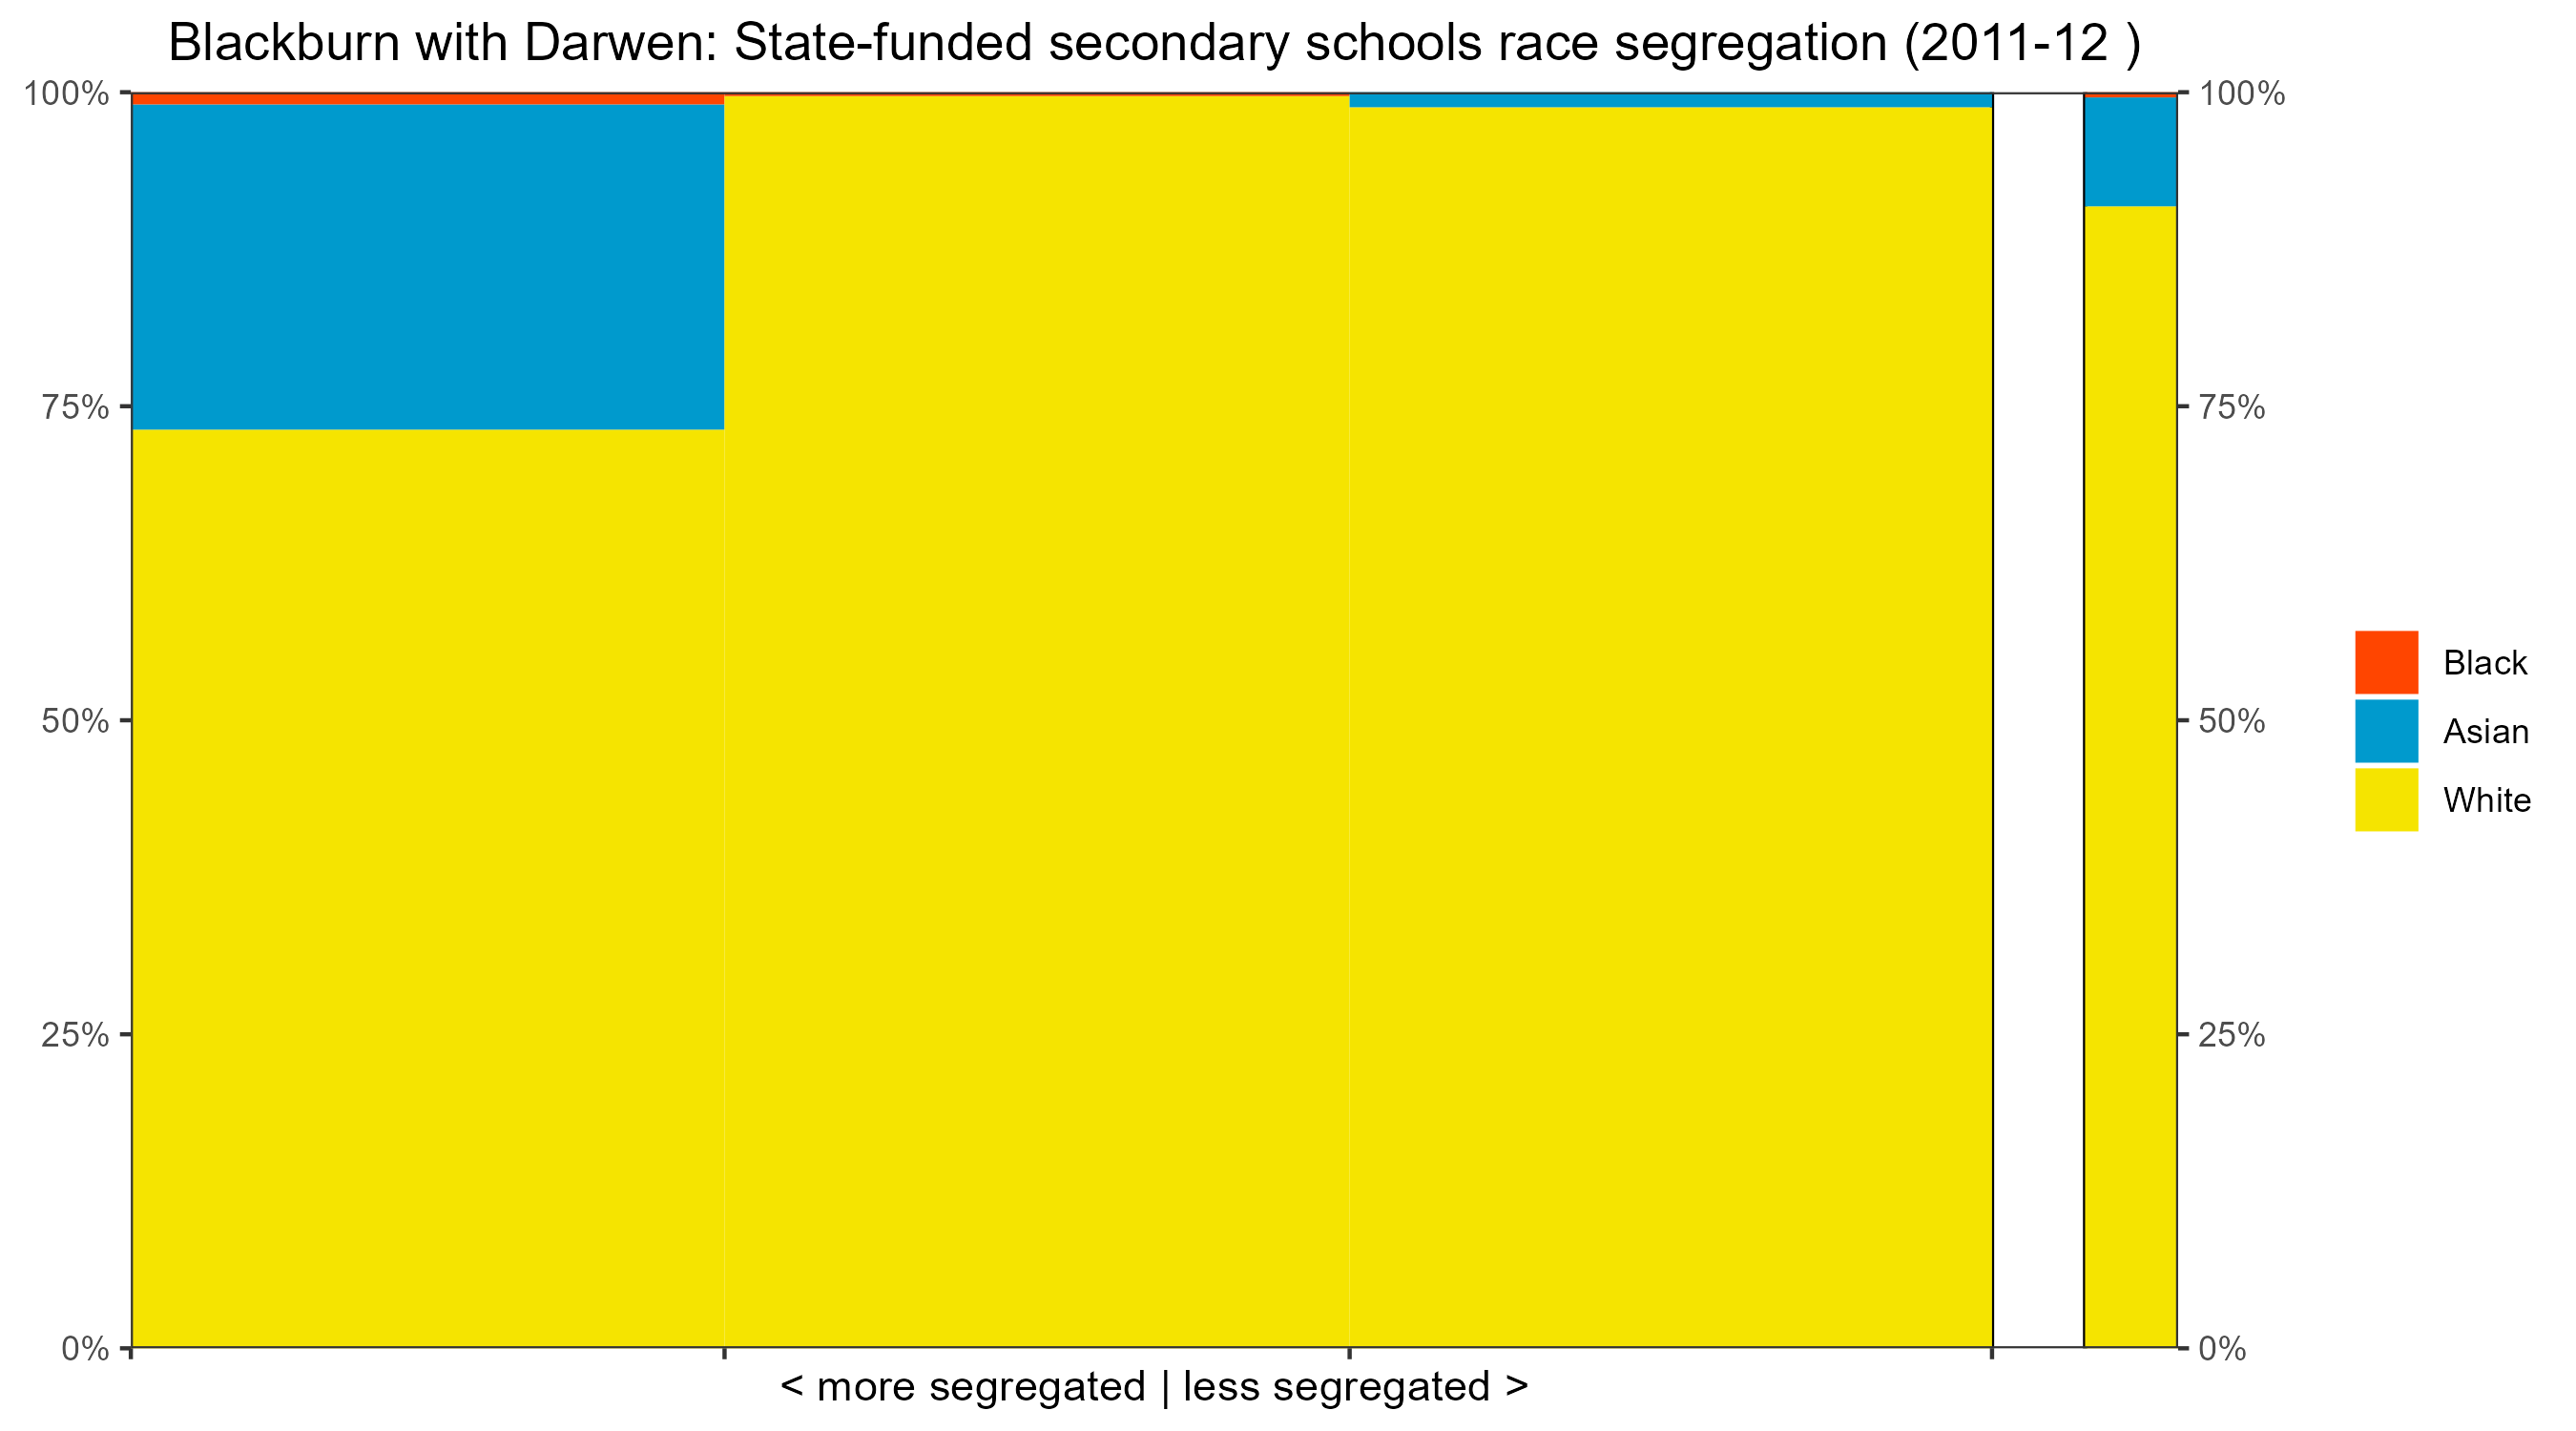 Blackburn with Darwen: State-funded secondary schools race segregation (2011-12 )
100%
75%
50%
25%
0%
100%
75%
50%
25%
0%
Black
Asian
White
< more segregated | less segregated >